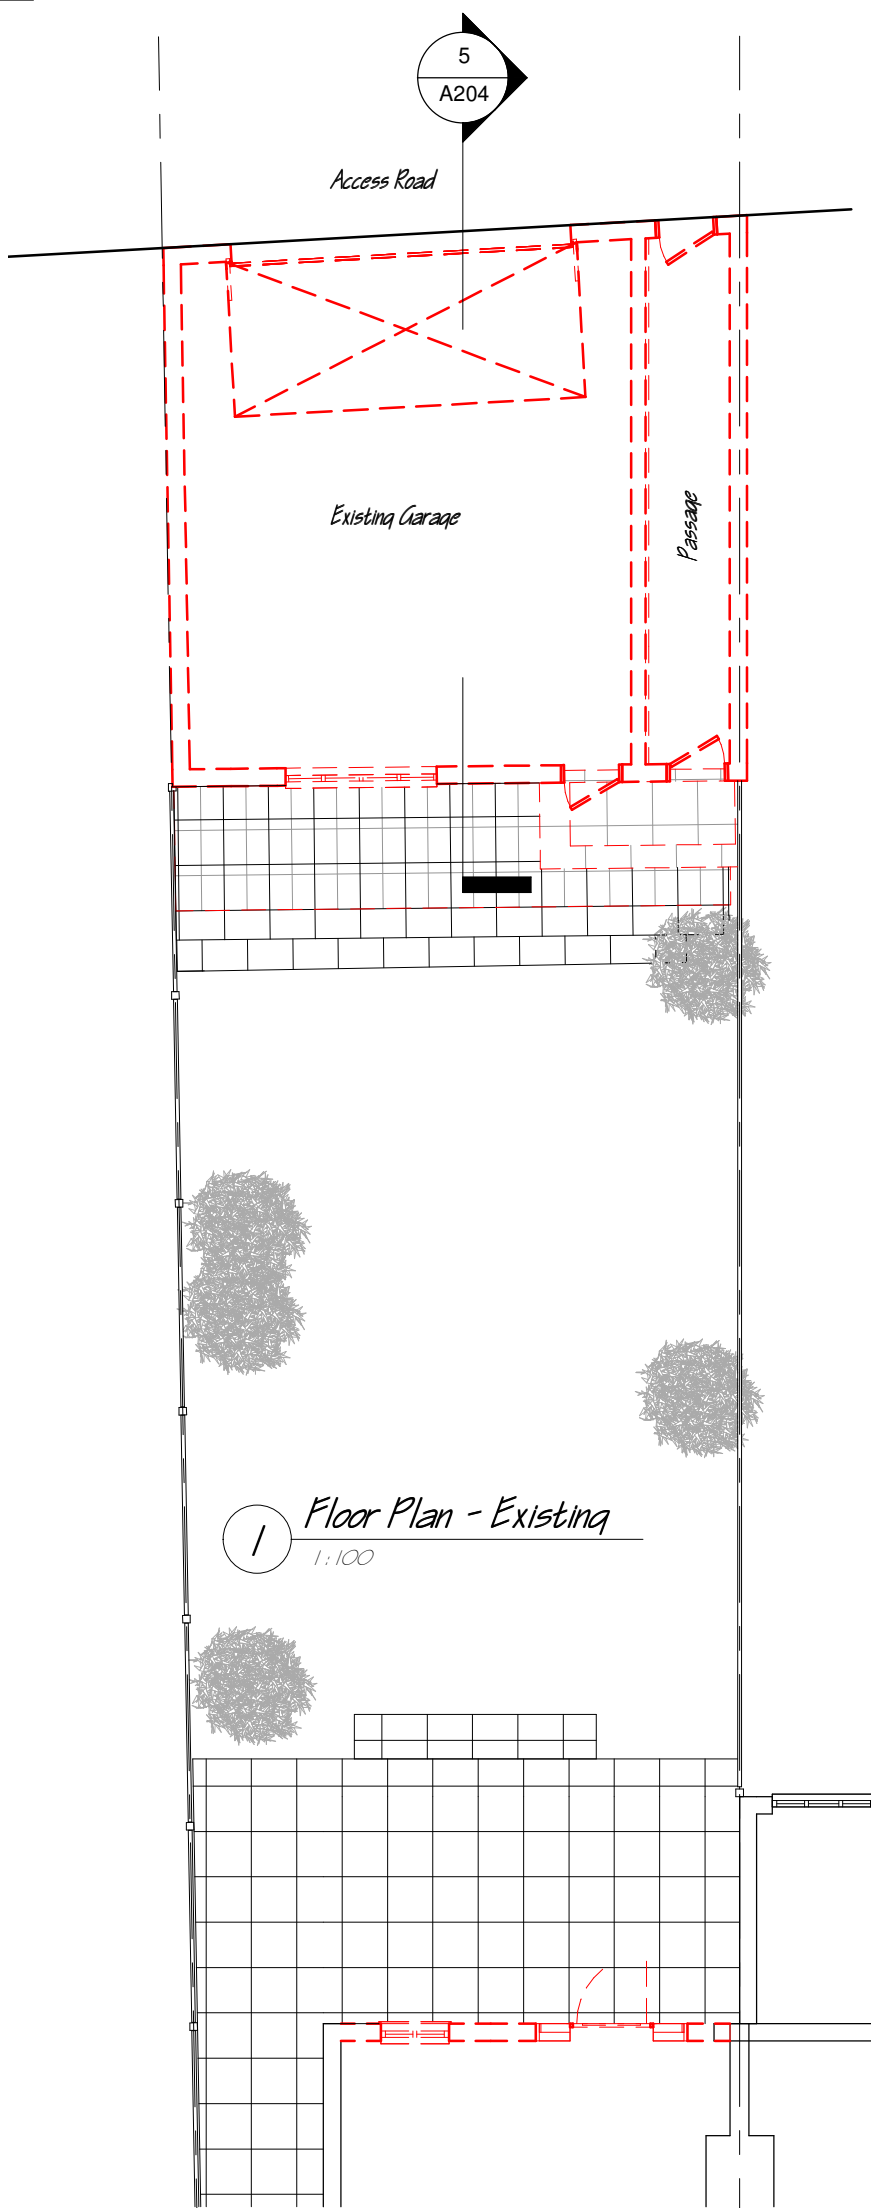 5
A204
Access Road
Existing Garage
Passage
1
Floor Plan - Existing
1:100